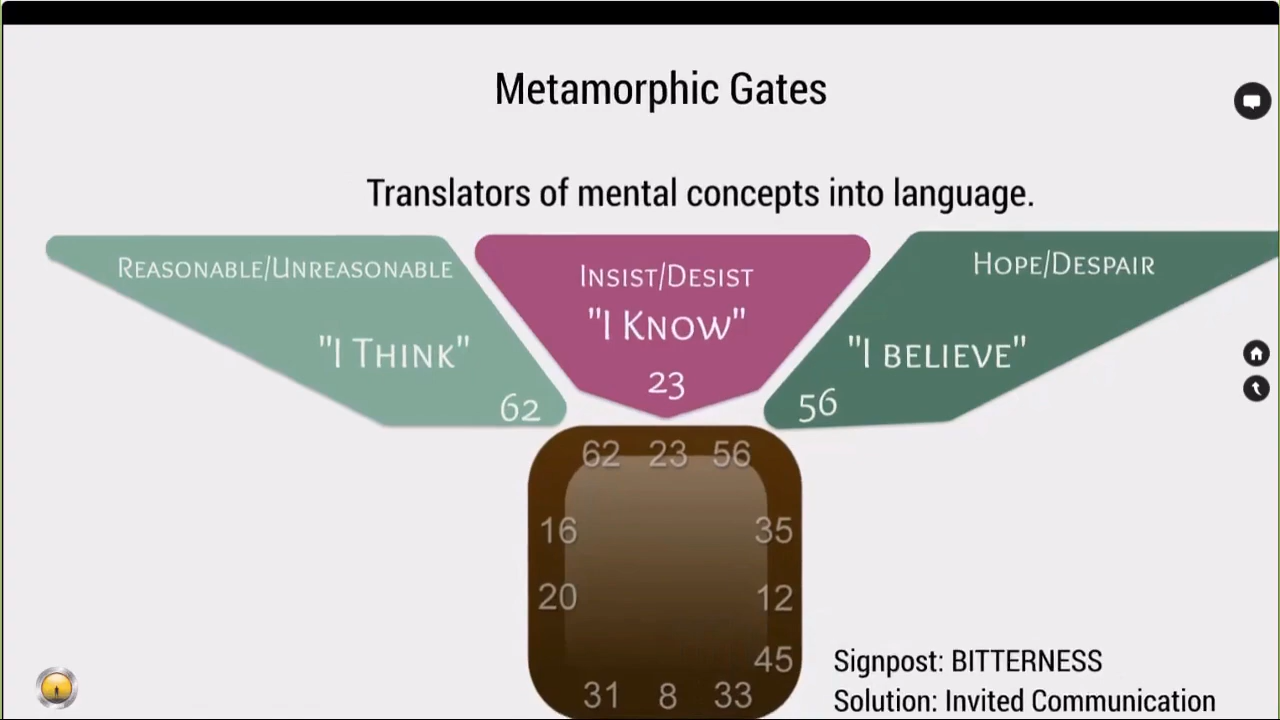 Metamorphic Gates
Translators of mental concepts into language.
Reasonable/Unreasonable
Insist/Desist
Hope/Despair
"I Think"
"I Know"
"I believe"
62
23
56
62 23 56
16 35
20 12
45
31 8 33
Signpost: BITTERNESS
Solution: Invited Communication